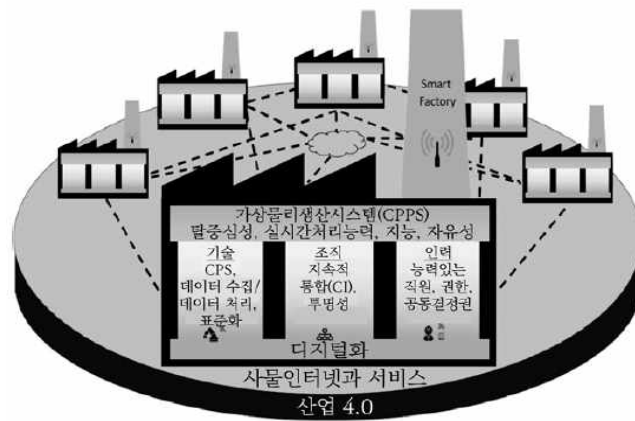 Smart
Factory
가상물리생산시스템(CPPS)
탈중심성, 실시간처리능력, 지능, 자유성
기술
CPS,
데이터 수집/
데이터 처리,
표준화
조직
지속적
통합(CI),
투명성
인력
능력있는
직원, 권한,
공동결정권
디지털화
사물인터넷과 서비스
산업 4.0